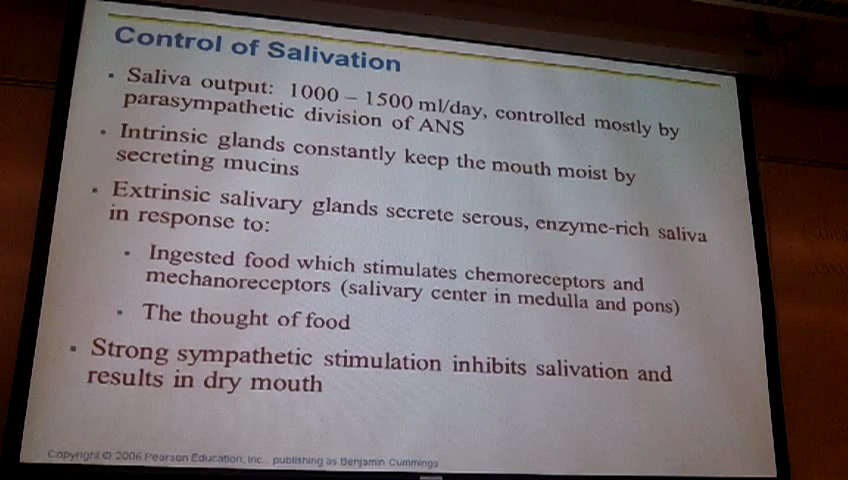 Control of Salivation
• Saliva output: 1000 – 1500 ml/day, controlled mostly by
parasympathetic division of ANS
• Intrinsic glands constantly keep the mouth moist by
secreting mucins
• Extrinsic salivary glands secrete serous, enzyme-rich saliva
in response to:
• Ingested food which stimulates chemoreceptors and
mechanoreceptors (salivary center in medulla and pons)
• The thought of food
• Strong sympathetic stimulation inhibits salivation and
results in dry mouth
Copyright © 2006 Pearson Education, Inc., publishing as Benjamin Cummings